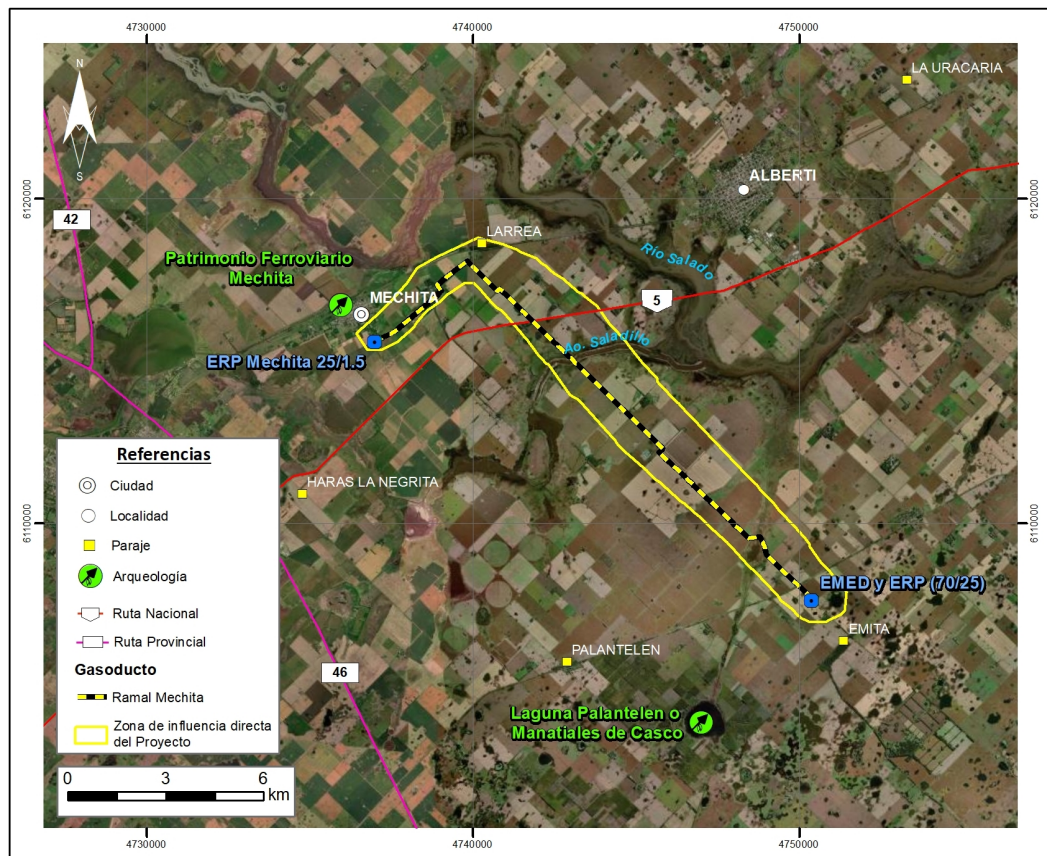 4730000
4740000
4750000
N
S
LA URACARIA
ALBERTI
6120000
6120000
42
LARREA
Patrimonio Ferroviario
Mechita
Río Salado
MECHITA
5
Ao. Saladillo
ERP Mechita 25/1.5
HARAS LA NEGRITA
6110000
6110000
EMED y ERP (70/25)
EMITA
PALANTELEN
46
Laguna Palantelen o
Manatiales de Casco
Referencias
Ciudad
Localidad
Paraje
Arqueología
Ruta Nacional
Ruta Provincial
Gasoducto
Ramal Mechita
Zona de influencia directa
del Proyecto
0 3 6
km
4730000
4740000
4750000